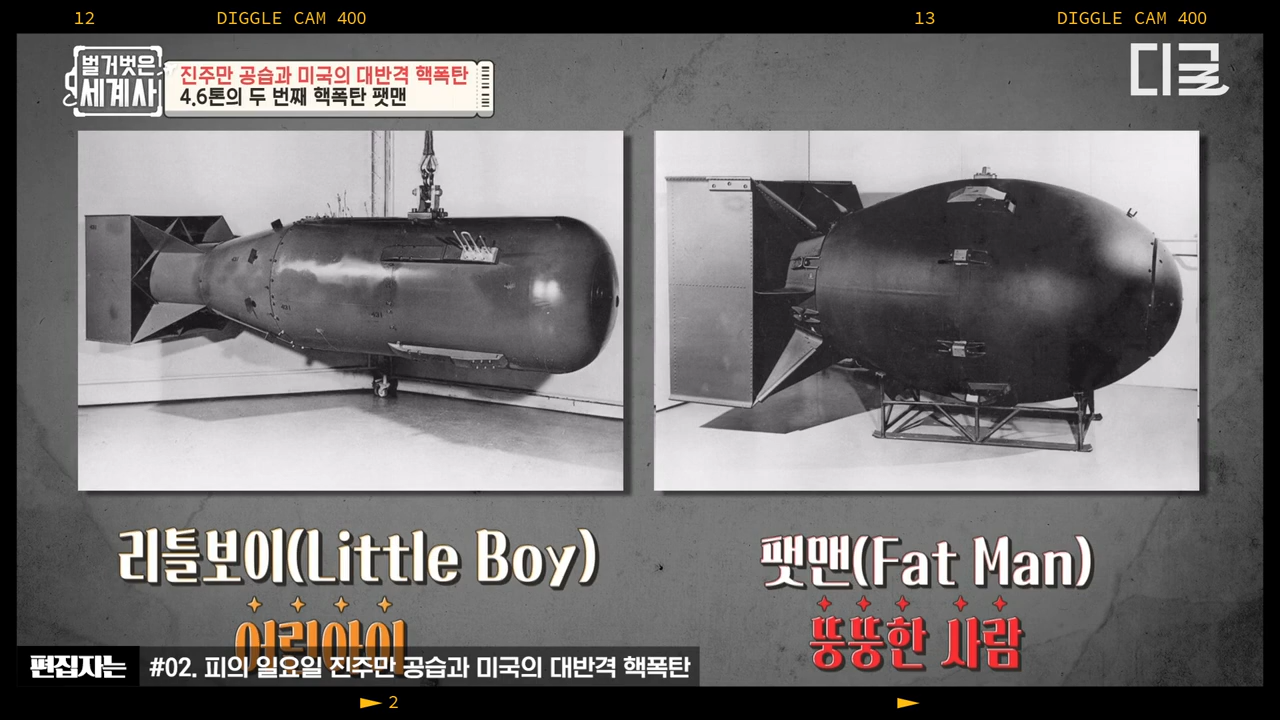 12 DIGGLE CAM 400 13 DIGGLE CAM 400
벌거벗은
세계사
진주만 공습과 미국의 대반격 핵폭탄
4.6톤의 두 번째 핵폭탄 팻맨
디글
리틀보이(Little Boy)
팻맨(Fat Man)
어린아이
뚱뚱한 사람
편집자는 #02. 피의 일요일 진주만 공습과 미국의 대반격 핵폭탄
2